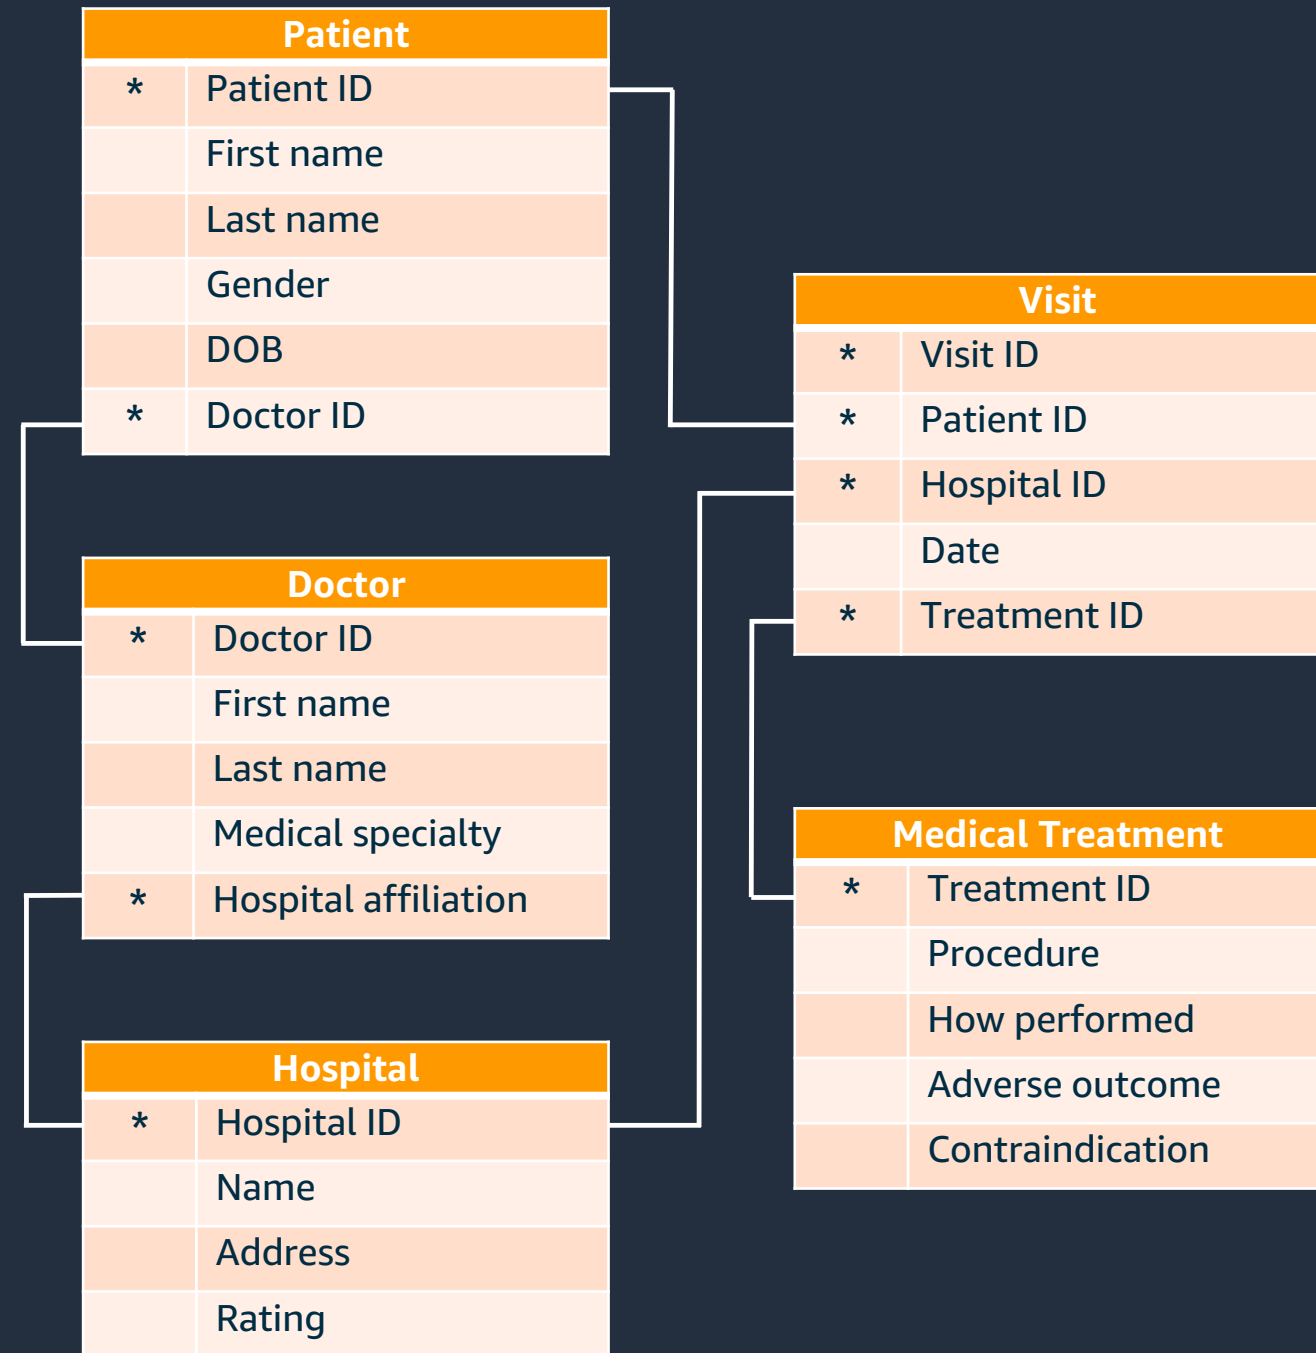 Patient
* Patient ID
First name
Last name
Gender
DOB
* Doctor ID
Doctor
* Doctor ID
First name
Last name
Medical specialty
* Hospital affiliation
Hospital
* Hospital ID
Name
Address
Rating
Visit
* Visit ID
* Patient ID
* Hospital ID
Date
* Treatment ID
Medical Treatment
* Treatment ID
Procedure
How performed
Adverse outcome
Contraindication